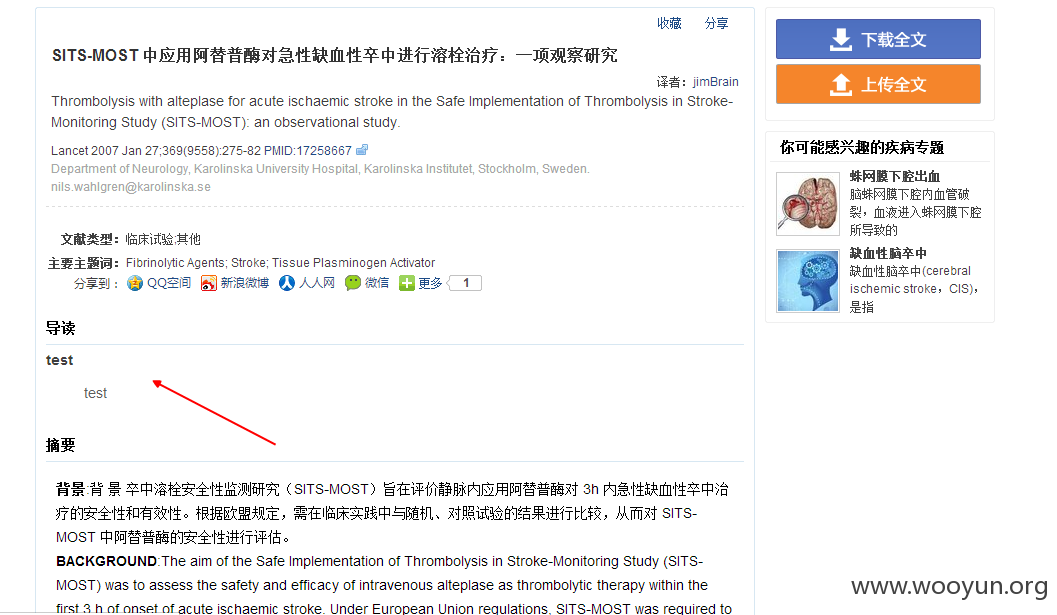 收藏 分享
SITS-MOST 中应用阿替普酶对急性缺血性卒中进行溶栓治疗：一项观察研究
译者：jimBrain
Thrombolysis with alteplase for acute ischaemic stroke in the Safe Implementation of Thrombolysis in Stroke-
Monitoring Study (SITS-MOST): an observational study.
Lancet 2007 Jan 27;369(9558):275-82 PMID:17258667
Department of Neurology, Karolinska University Hospital, Karolinska Institutet, Stockholm, Sweden.
nils.wahlgren@karolinska.se
文献类型：临床试验;其他
主要主题词：Fibrinolytic Agents; Stroke; Tissue Plasminogen Activator
分享到：QQ空间 新浪微博 人人网 微信 更多 1
导读
test
test
摘要
背景:背 景 卒中溶栓安全性监测研究（SITS-MOST）旨在评价静脉内应用阿替普酶对 3h 内急性缺血性卒中治
疗的安全性和有效性。根据欧盟规定，需在临床实践中与随机、对照试验的结果进行比较，从而对 SITS-
MOST 中阿替普酶的安全性进行评估。
BACKGROUND:The aim of the Safe Implementation of Thrombolysis in Stroke-Monitoring Study (SITS-
MOST) was to assess the safety and efficacy of intravenous alteplase as thrombolytic therapy within the
first 3 h of onset of acute ischaemic stroke. Under European Union regulations, SITS-MOST was required to
下载全文
上传全文
你可能感兴趣的疾病专题
蛛网膜下腔出血
脑蛛网膜下腔内血管破
裂，血液进入蛛网膜下腔
所导致的
缺血性脑卒中
缺血性脑卒中(cerebral
ischemic stroke，CIS)，
是指
www.wooyun.org